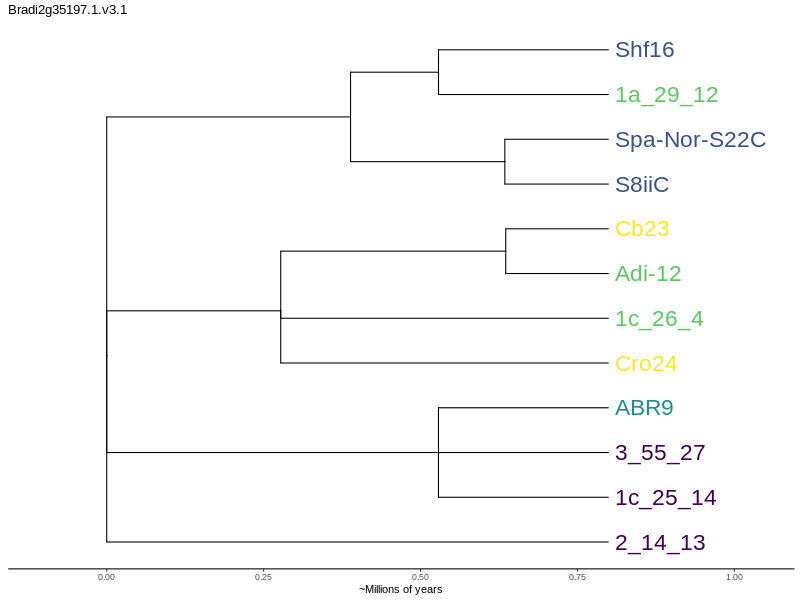 Bradi2g35197.1.v3.1
Shf16
1a_29_12
Spa-Nor-S22C
S8iiC
Cb23
Adi-12
1c_26_4
Cro24
ABR9
3_55_27
1c_25_14
2_14_13
0.00 0.25 0.50 0.75 1.00
~Millions of years